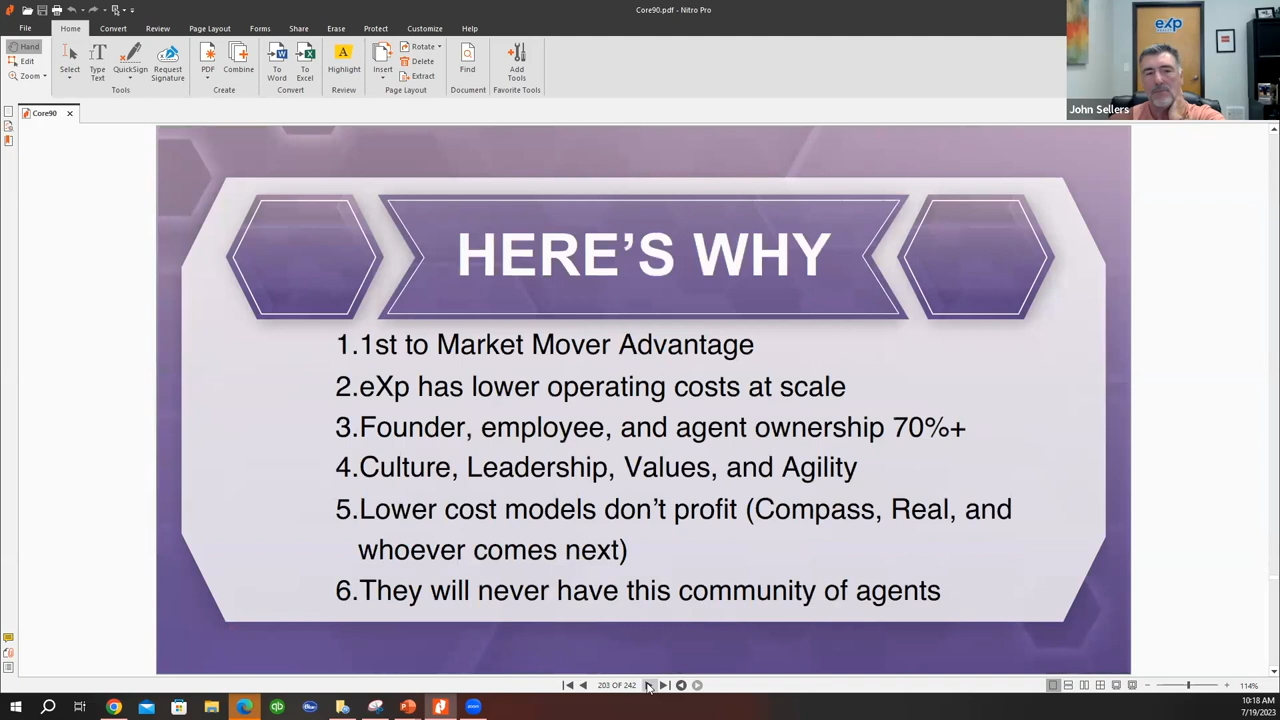 Core90.pdf - Nitro Pro
File Home Convert Review Page Layout Forms Share Erase Protect Customize Help
Hand
Edit
Zoom
Select
Type Text
QuickSign
Request Signature
Tools
PDF
Combine
Create
To Word
To Excel
Convert
Highlight
Review
Insert
Rotate
Delete
Extract
Page Layout
Find
Document
Add Tools
Favorite Tools
exp
John Sellers
Core90
HERE'S WHY
1.1st to Market Mover Advantage
2.eXp has lower operating costs at scale
3.Founder, employee, and agent ownership 70%+
4.Culture, Leadership, Values, and Agility
5.Lower cost models don't profit (Compass, Real, and
whoever comes next)
6.They will never have this community of agents
203 OF 242
114%
10:18 AM
7/19/2023